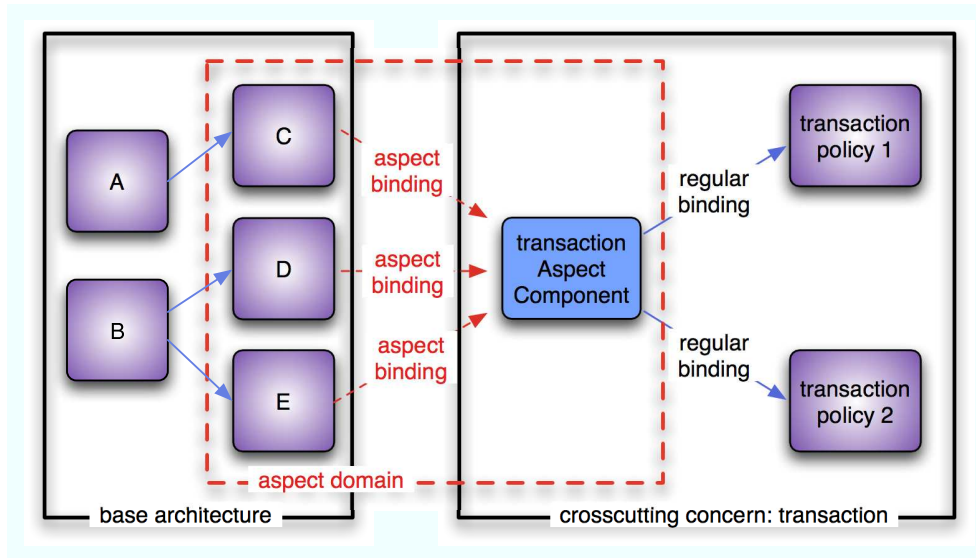 A
B
C
D
E
aspect
binding
aspect
binding
aspect
binding
aspect domain
base architecture
transaction
Aspect
Component
regular
binding
regular
binding
transaction
policy 1
transaction
policy 2
crosscutting concern: transaction